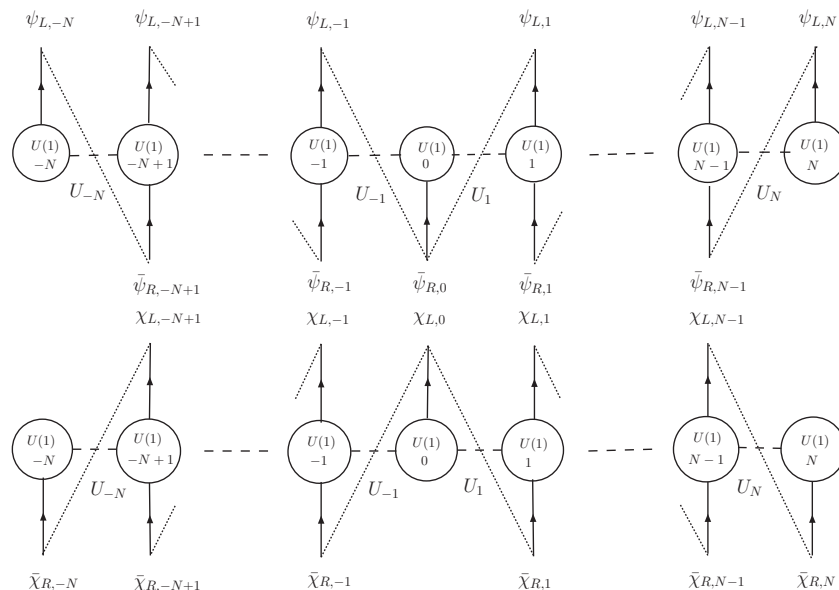 ψ_{L,−N} ψ_{L,−N+1} ψ_{L,−1} ψ_{L,1} ψ_{L,N−1} ψ_{L,N}
U(1) U(1) U(1) U(1) U(1) U(1) U(1)
−N −N + 1 −1 0 1 N − 1 N
U_{−N} U_{−1} U_1 U_N
ψ̄_{R,−N+1} ψ̄_{R,−1} ψ̄_{R,0} ψ̄_{R,1} ψ̄_{R,N−1}
χ_{L,−N+1} χ_{L,−1} χ_{L,0} χ_{L,1} χ_{L,N−1}
U(1) U(1) U(1) U(1) U(1) U(1) U(1)
−N −N + 1 −1 0 1 N − 1 N
U_{−N} U_{−1} U_1 U_N
χ̄_{R,−N} χ̄_{R,−N+1} χ̄_{R,−1} χ̄_{R,1} χ̄_{R,N−1} χ̄_{R,N}